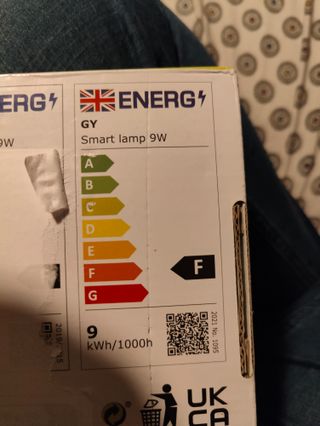 ENERG
9W
ENERG
GY
Smart lamp 9W
A
B
C
D
E
F
G
F
9
kWh/1000h
2021 No. 1095
UK
CA